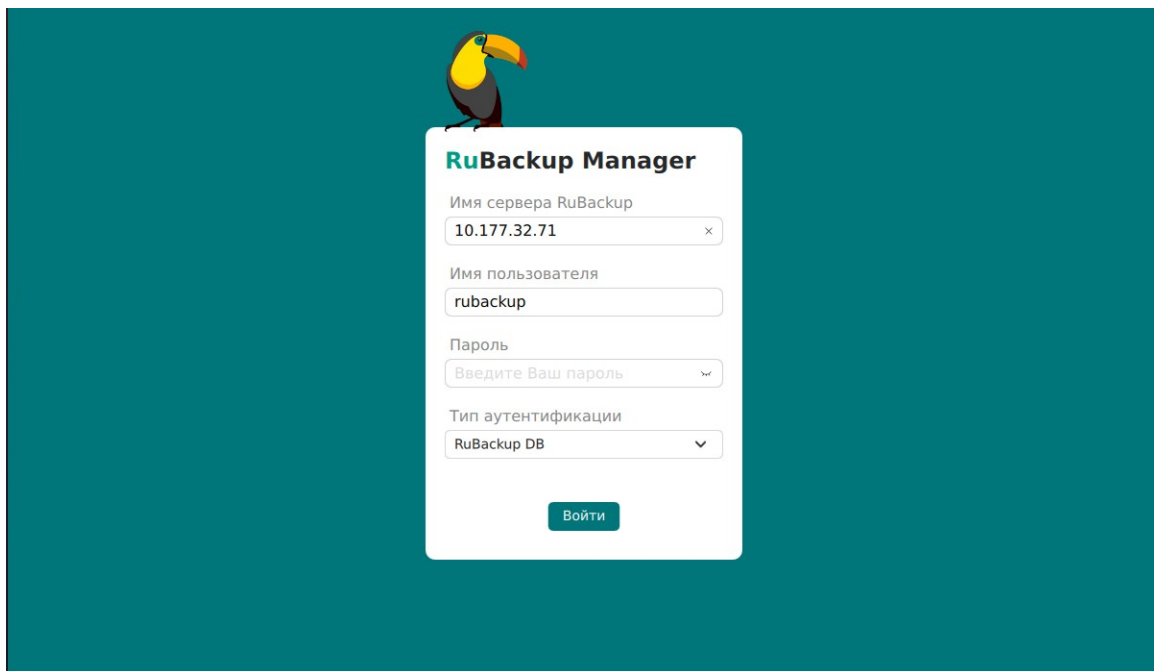 RuBackup Manager
Имя сервера RuBackup
10.177.32.71
Имя пользователя
rubackup
Пароль
Введите Ваш пароль
Тип аутентификации
RuBackup DB
Войти